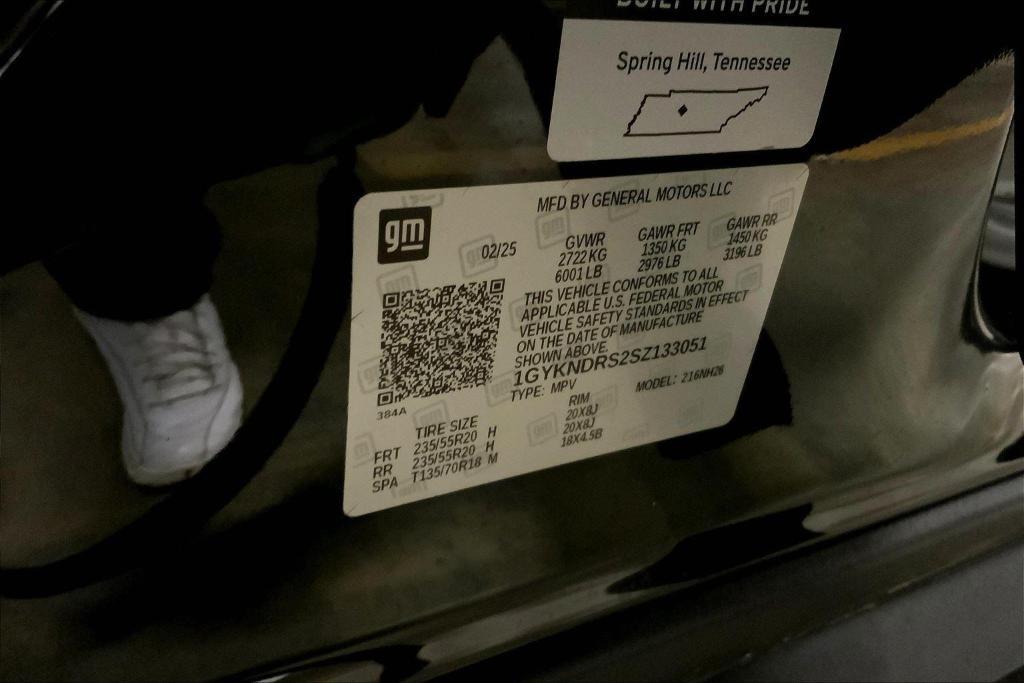 BUILT WITH PRIDE
Spring Hill, Tennessee
MFD BY GENERAL MOTORS LLC
gm
02/25
GVWR
2722 KG
6001 LB
GAWR FRT
1350 KG
2976 LB
GAWR RR
1450 KG
3196 LB
THIS VEHICLE CONFORMS TO ALL
APPLICABLE U.S. FEDERAL MOTOR
VEHICLE SAFETY STANDARDS IN EFFECT
ON THE DATE OF MANUFACTURE
SHOWN ABOVE.
1GYKNDRS2SZ133051
TYPE: MPV MODEL: 216NH26
384A
TIRE SIZE RIM
FRT 235/55R20 H 20X8J
RR 235/55R20 H 20X8J
SPA T135/70R18 M 18X4.5B